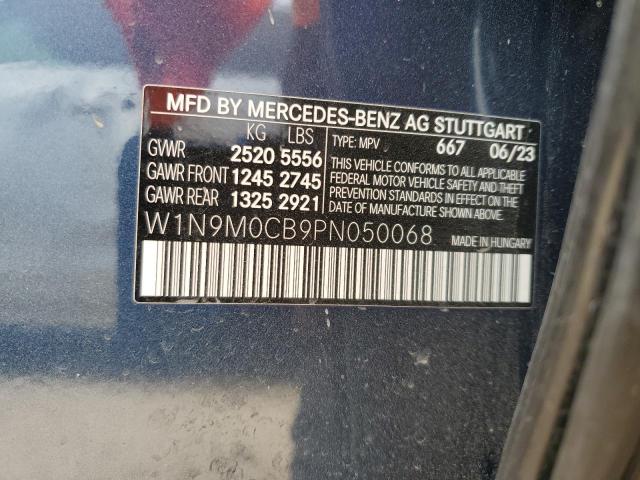 MFD BY MERCEDES-BENZ AG STUTTGART
KG LBS
GVWR 2520 5556
GAWR FRONT 1245 2745
GAWR REAR 1325 2921
TYPE: MPV 667 06/23
THIS VEHICLE CONFORMS TO ALL APPLICABLE
FEDERAL MOTOR VEHICLE SAFETY AND THEFT
PREVENTION STANDARDS IN EFFECT ON THE
DATE OF MANUFACTURE SHOWN ABOVE.
W1N9M0CB9PN050068 MADE IN HUNGARY